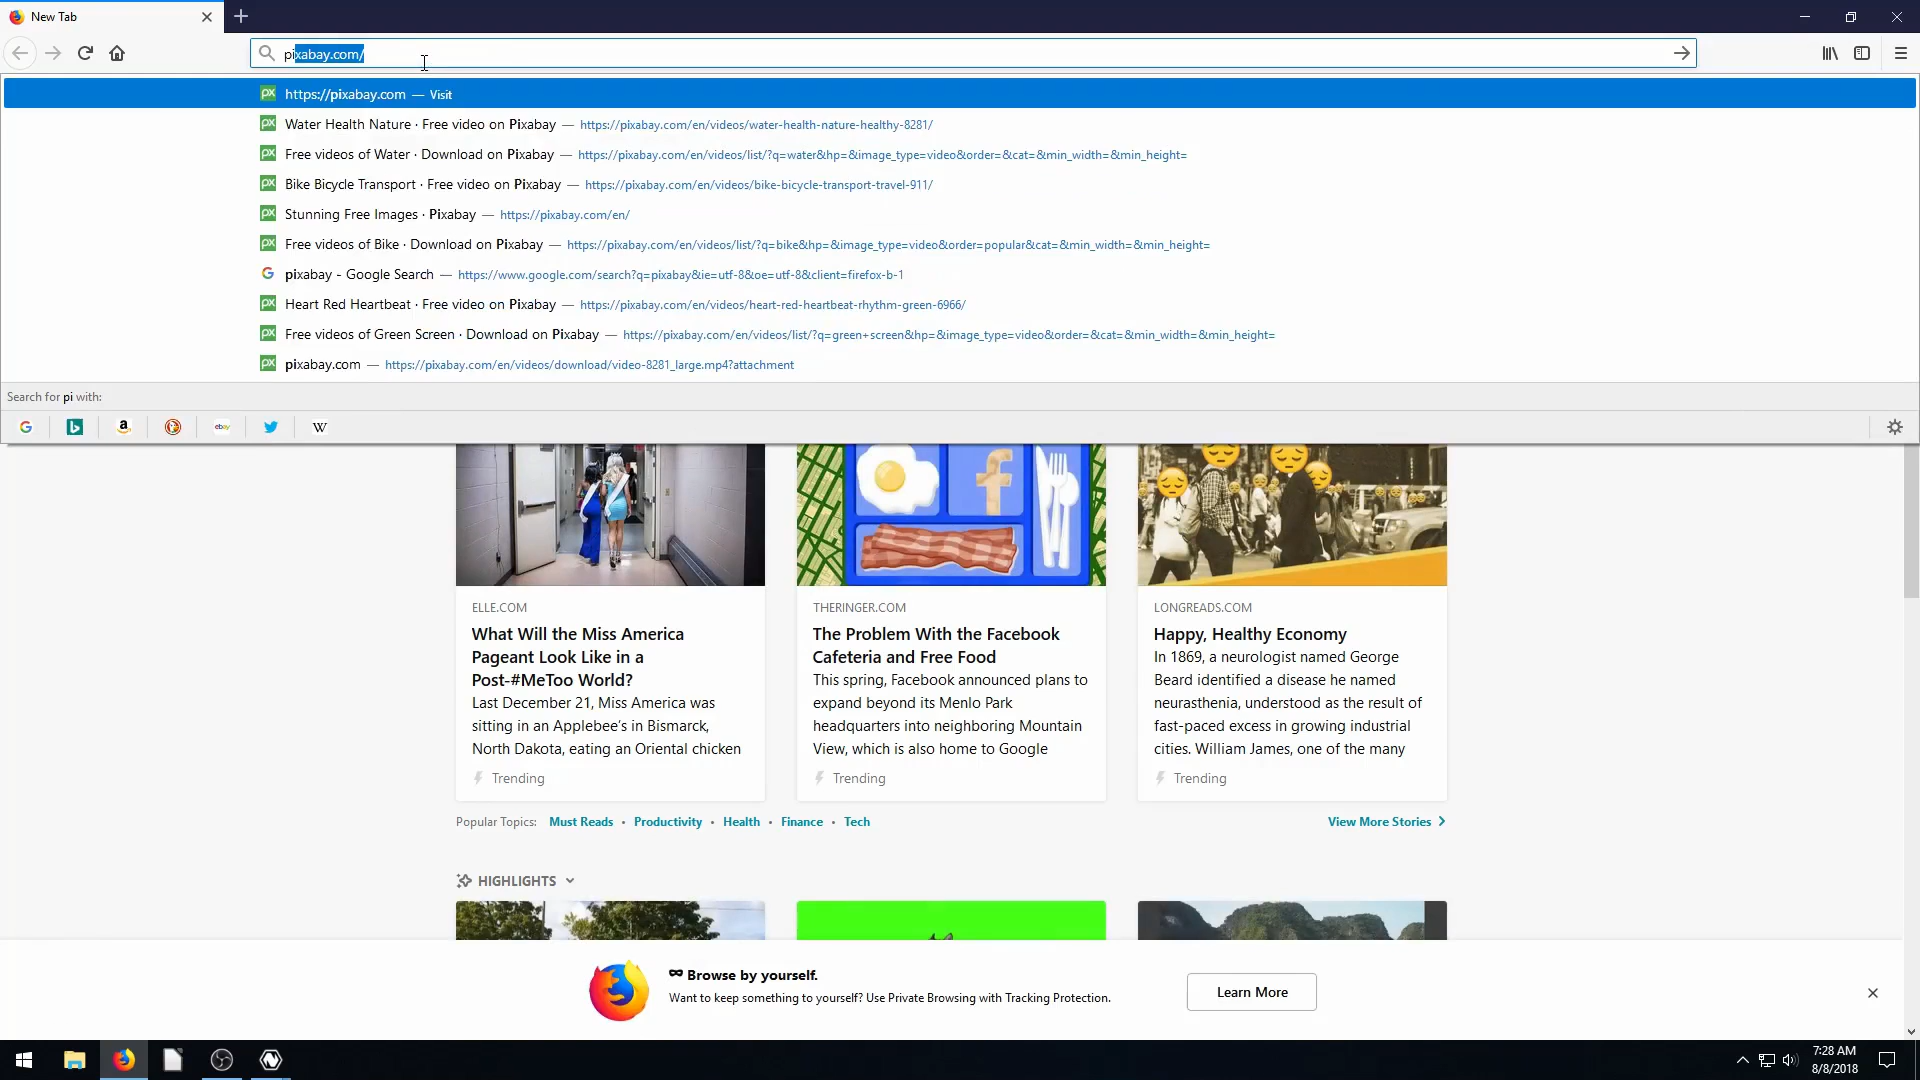 New Tab
pixabay.com/
https://pixabay.com — Visit
Water Health Nature · Free video on Pixabay — https://pixabay.com/en/videos/water-health-nature-healthy-8281/
Free videos of Water · Download on Pixabay — https://pixabay.com/en/videos/list/?q=water&hp=&image_type=video&order=&cat=&min_width=&min_height=
Bike Bicycle Transport · Free video on Pixabay — https://pixabay.com/en/videos/bike-bicycle-transport-travel-911/
Stunning Free Images · Pixabay — https://pixabay.com/en/
Free videos of Bike · Download on Pixabay — https://pixabay.com/en/videos/list/?q=bike&hp=&image_type=video&order=popular&cat=&min_width=&min_height=
pixabay - Google Search — https://www.google.com/search?q=pixabay&ie=utf-8&oe=utf-8&client=firefox-b-1
Heart Red Heartbeat · Free video on Pixabay — https://pixabay.com/en/videos/heart-red-heartbeat-rhythm-green-6966/
Free videos of Green Screen · Download on Pixabay — https://pixabay.com/en/videos/list/?q=green+screen&hp=&image_type=video&order=&cat=&min_width=&min_height=
pixabay.com — https://pixabay.com/en/videos/download/video-8281_large.mp4?attachment
Search for pi with:
ELLE.COM
What Will the Miss America
Pageant Look Like in a
Post-#MeToo World?
Last December 21, Miss America was
sitting in an Applebee's in Bismarck,
North Dakota, eating an Oriental chicken
Trending
THERINGER.COM
The Problem With the Facebook
Cafeteria and Free Food
This spring, Facebook announced plans to
expand beyond its Menlo Park
headquarters into neighboring Mountain
View, which is also home to Google
Trending
LONGREADS.COM
Happy, Healthy Economy
In 1869, a neurologist named George
Beard identified a disease he named
neurasthenia, understood as the result of
fast-paced excess in growing industrial
cities. William James, one of the many
Trending
Popular Topics: Must Reads • Productivity • Health • Finance • Tech
View More Stories
HIGHLIGHTS
Browse by yourself.
Want to keep something to yourself? Use Private Browsing with Tracking Protection.
Learn More
7:28 AM
8/8/2018